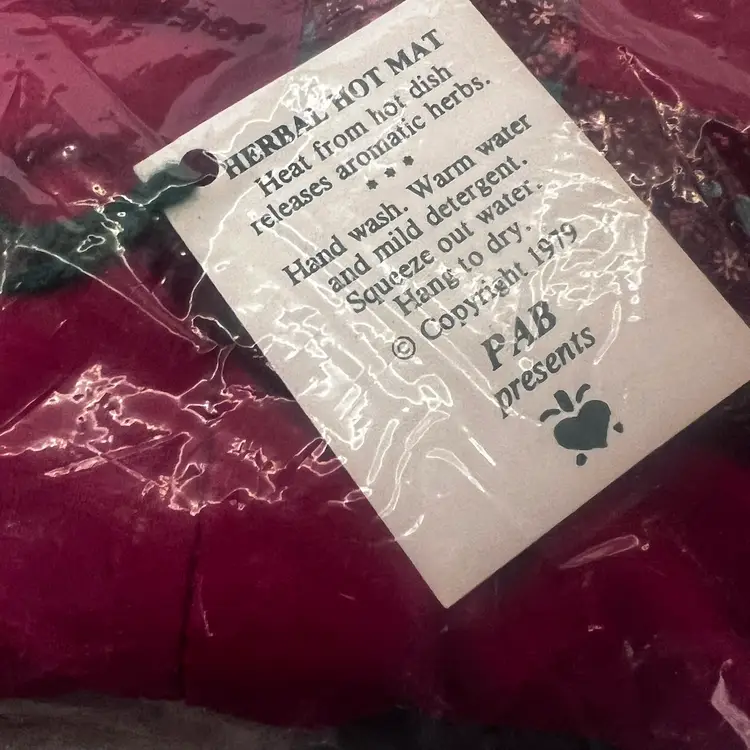 HERBAL HOT MAT
Heat from hot dish
releases aromatic herbs.
***
Hand wash. Warm water
and mild detergent.
Squeeze out water.
Hang to dry.
© Copyright 1979
PAB
presents